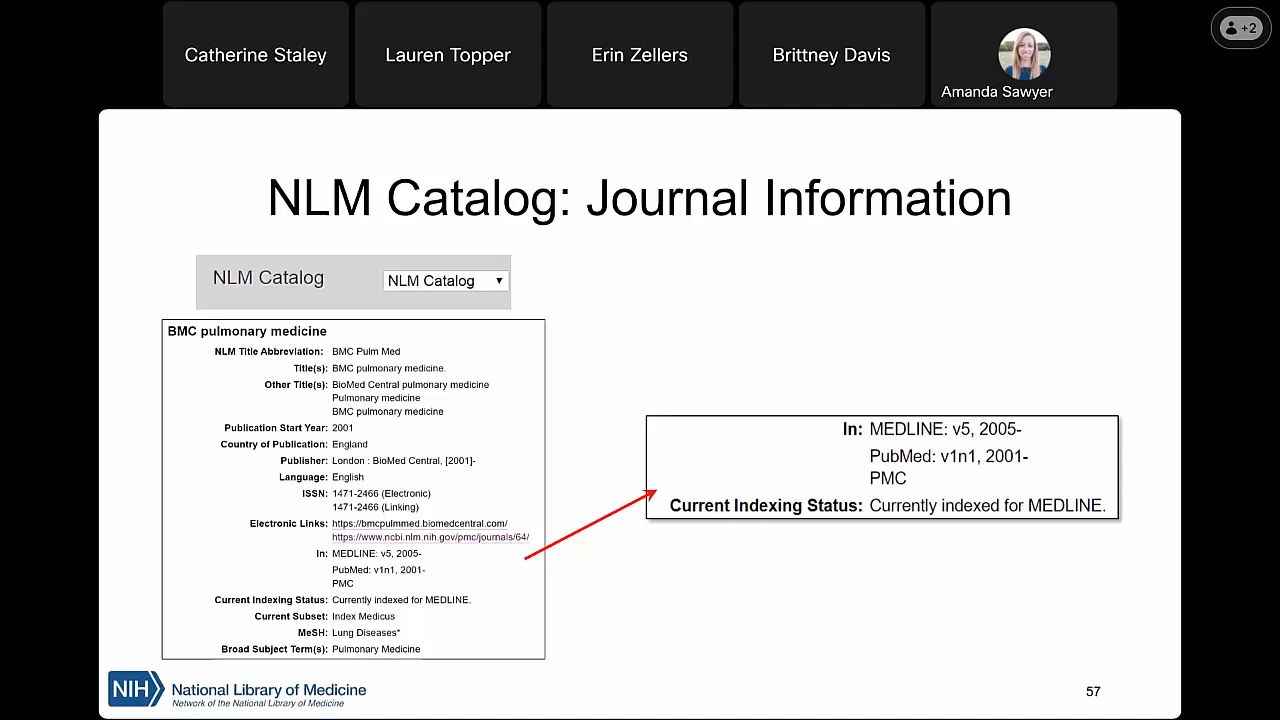 Catherine Staley
Lauren Topper
Erin Zellers
Brittney Davis
Amanda Sawyer
+2
NLM Catalog: Journal Information
NLM Catalog
NLM Catalog
BMC pulmonary medicine
NLM Title Abbreviation: BMC Pulm Med
Title(s): BMC pulmonary medicine.
Other Title(s): BioMed Central pulmonary medicine
Pulmonary medicine
BMC pulmonary medicine
Publication Start Year: 2001
Country of Publication: England
Publisher: London : BioMed Central, [2001]-
Language: English
ISSN: 1471-2466 (Electronic)
1471-2466 (Linking)
Electronic Links: https://bmcpulmmed.biomedcentral.com/
https://www.ncbi.nlm.nih.gov/pmc/journals/64/
In: MEDLINE: v5, 2005-
PubMed: v1n1, 2001-
PMC
Current Indexing Status: Currently indexed for MEDLINE.
Current Subset: Index Medicus
MeSH: Lung Diseases*
Broad Subject Term(s): Pulmonary Medicine
In: MEDLINE: v5, 2005-
PubMed: v1n1, 2001-
PMC
Current Indexing Status: Currently indexed for MEDLINE.
NIH National Library of Medicine
Network of the National Library of Medicine
57